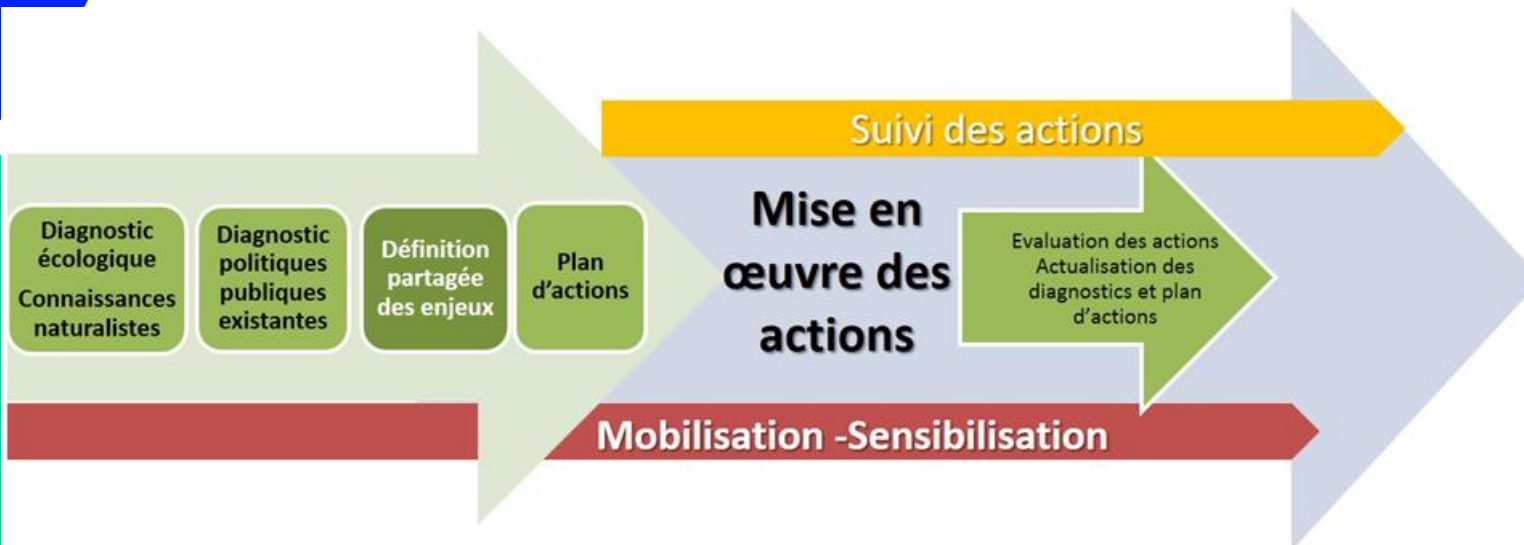 Suivi des actions
Diagnostic
écologique
Connaissances
naturalistes
Diagnostic
politiques
publiques
existantes
Définition
partagée
des enjeux
Plan
d’actions
Mise en
œuvre des
actions
Evaluation des actions
Actualisation des
diagnostics et plan
d’actions
Mobilisation -Sensibilisation